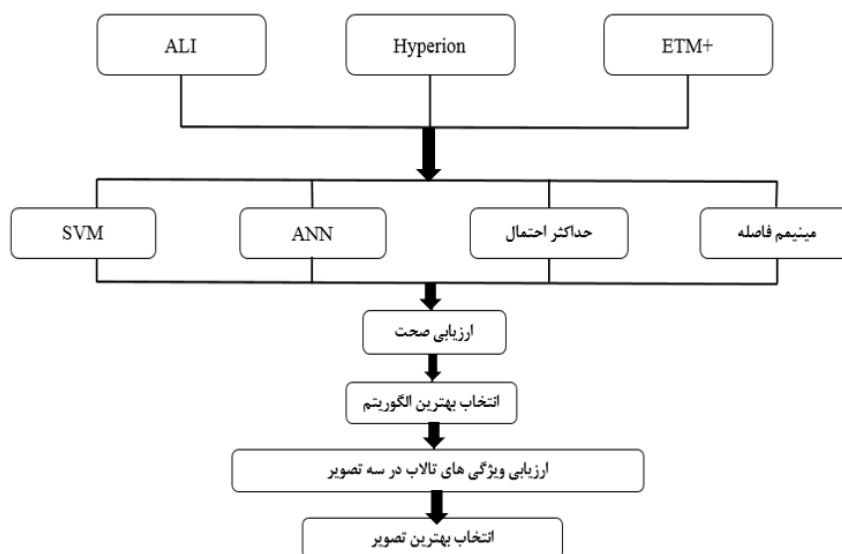 ALI
Hyperion
ETM+
SVM
ANN
حداکثر احتمال
مینیمم فاصله
ارزیابی صحت
انتخاب بهترین الگوریتم
ارزیابی ویژگی های تالاب در سه تصویر
انتخاب بهترین تصویر